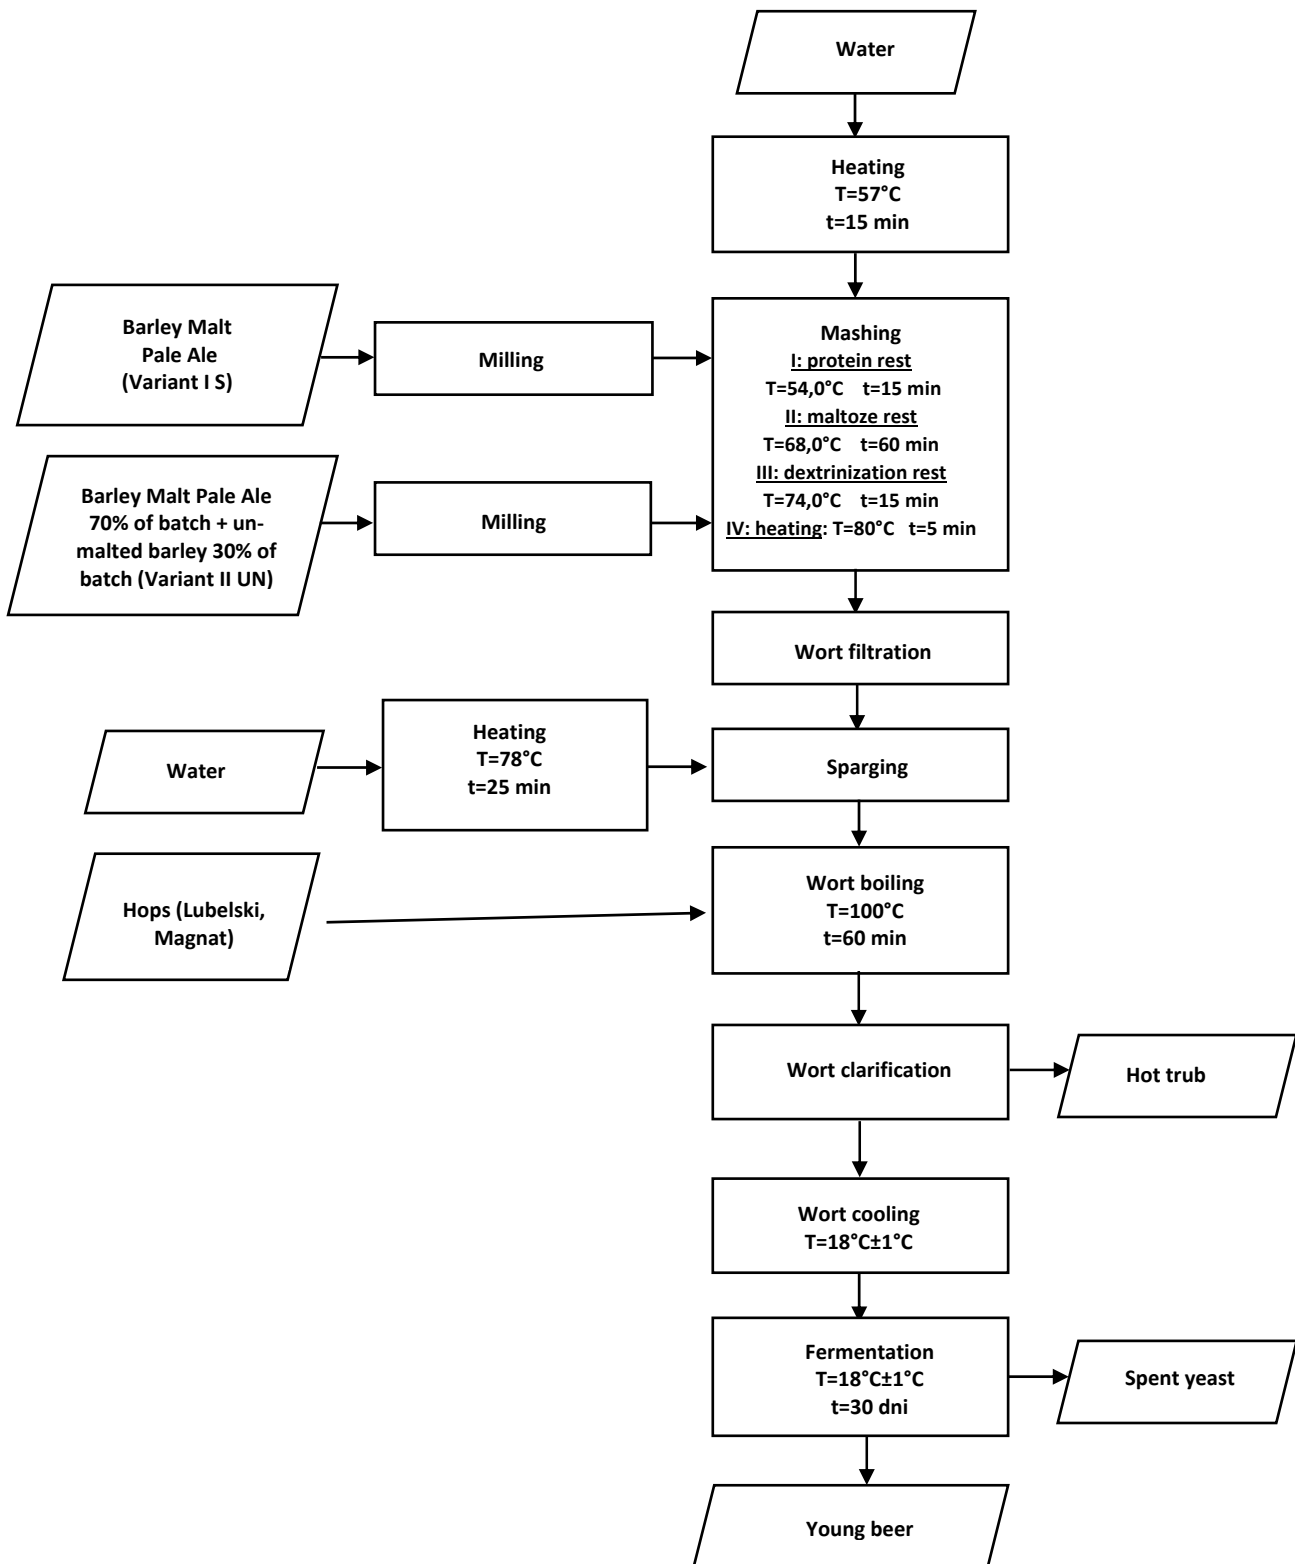 Water
Heating
T=57°C
t=15 min
Barley Malt
Pale Ale
(Variant I S)
Milling
Mashing
I: protein rest
T=54,0°C t=15 min
II: maltoze rest
T=68,0°C t=60 min
III: dextrinization rest
T=74,0°C t=15 min
IV: heating: T=80°C t=5 min
Barley Malt Pale Ale
70% of batch + un-
malted barley 30% of
batch (Variant II UN)
Milling
Wort filtration
Water
Heating
T=78°C
t=25 min
Sparging
Hops (Lubelski,
Magnat)
Wort boiling
T=100°C
t=60 min
Wort clarification
Hot trub
Wort cooling
T=18°C±1°C
Fermentation
T=18°C±1°C
t=30 dni
Spent yeast
Young beer